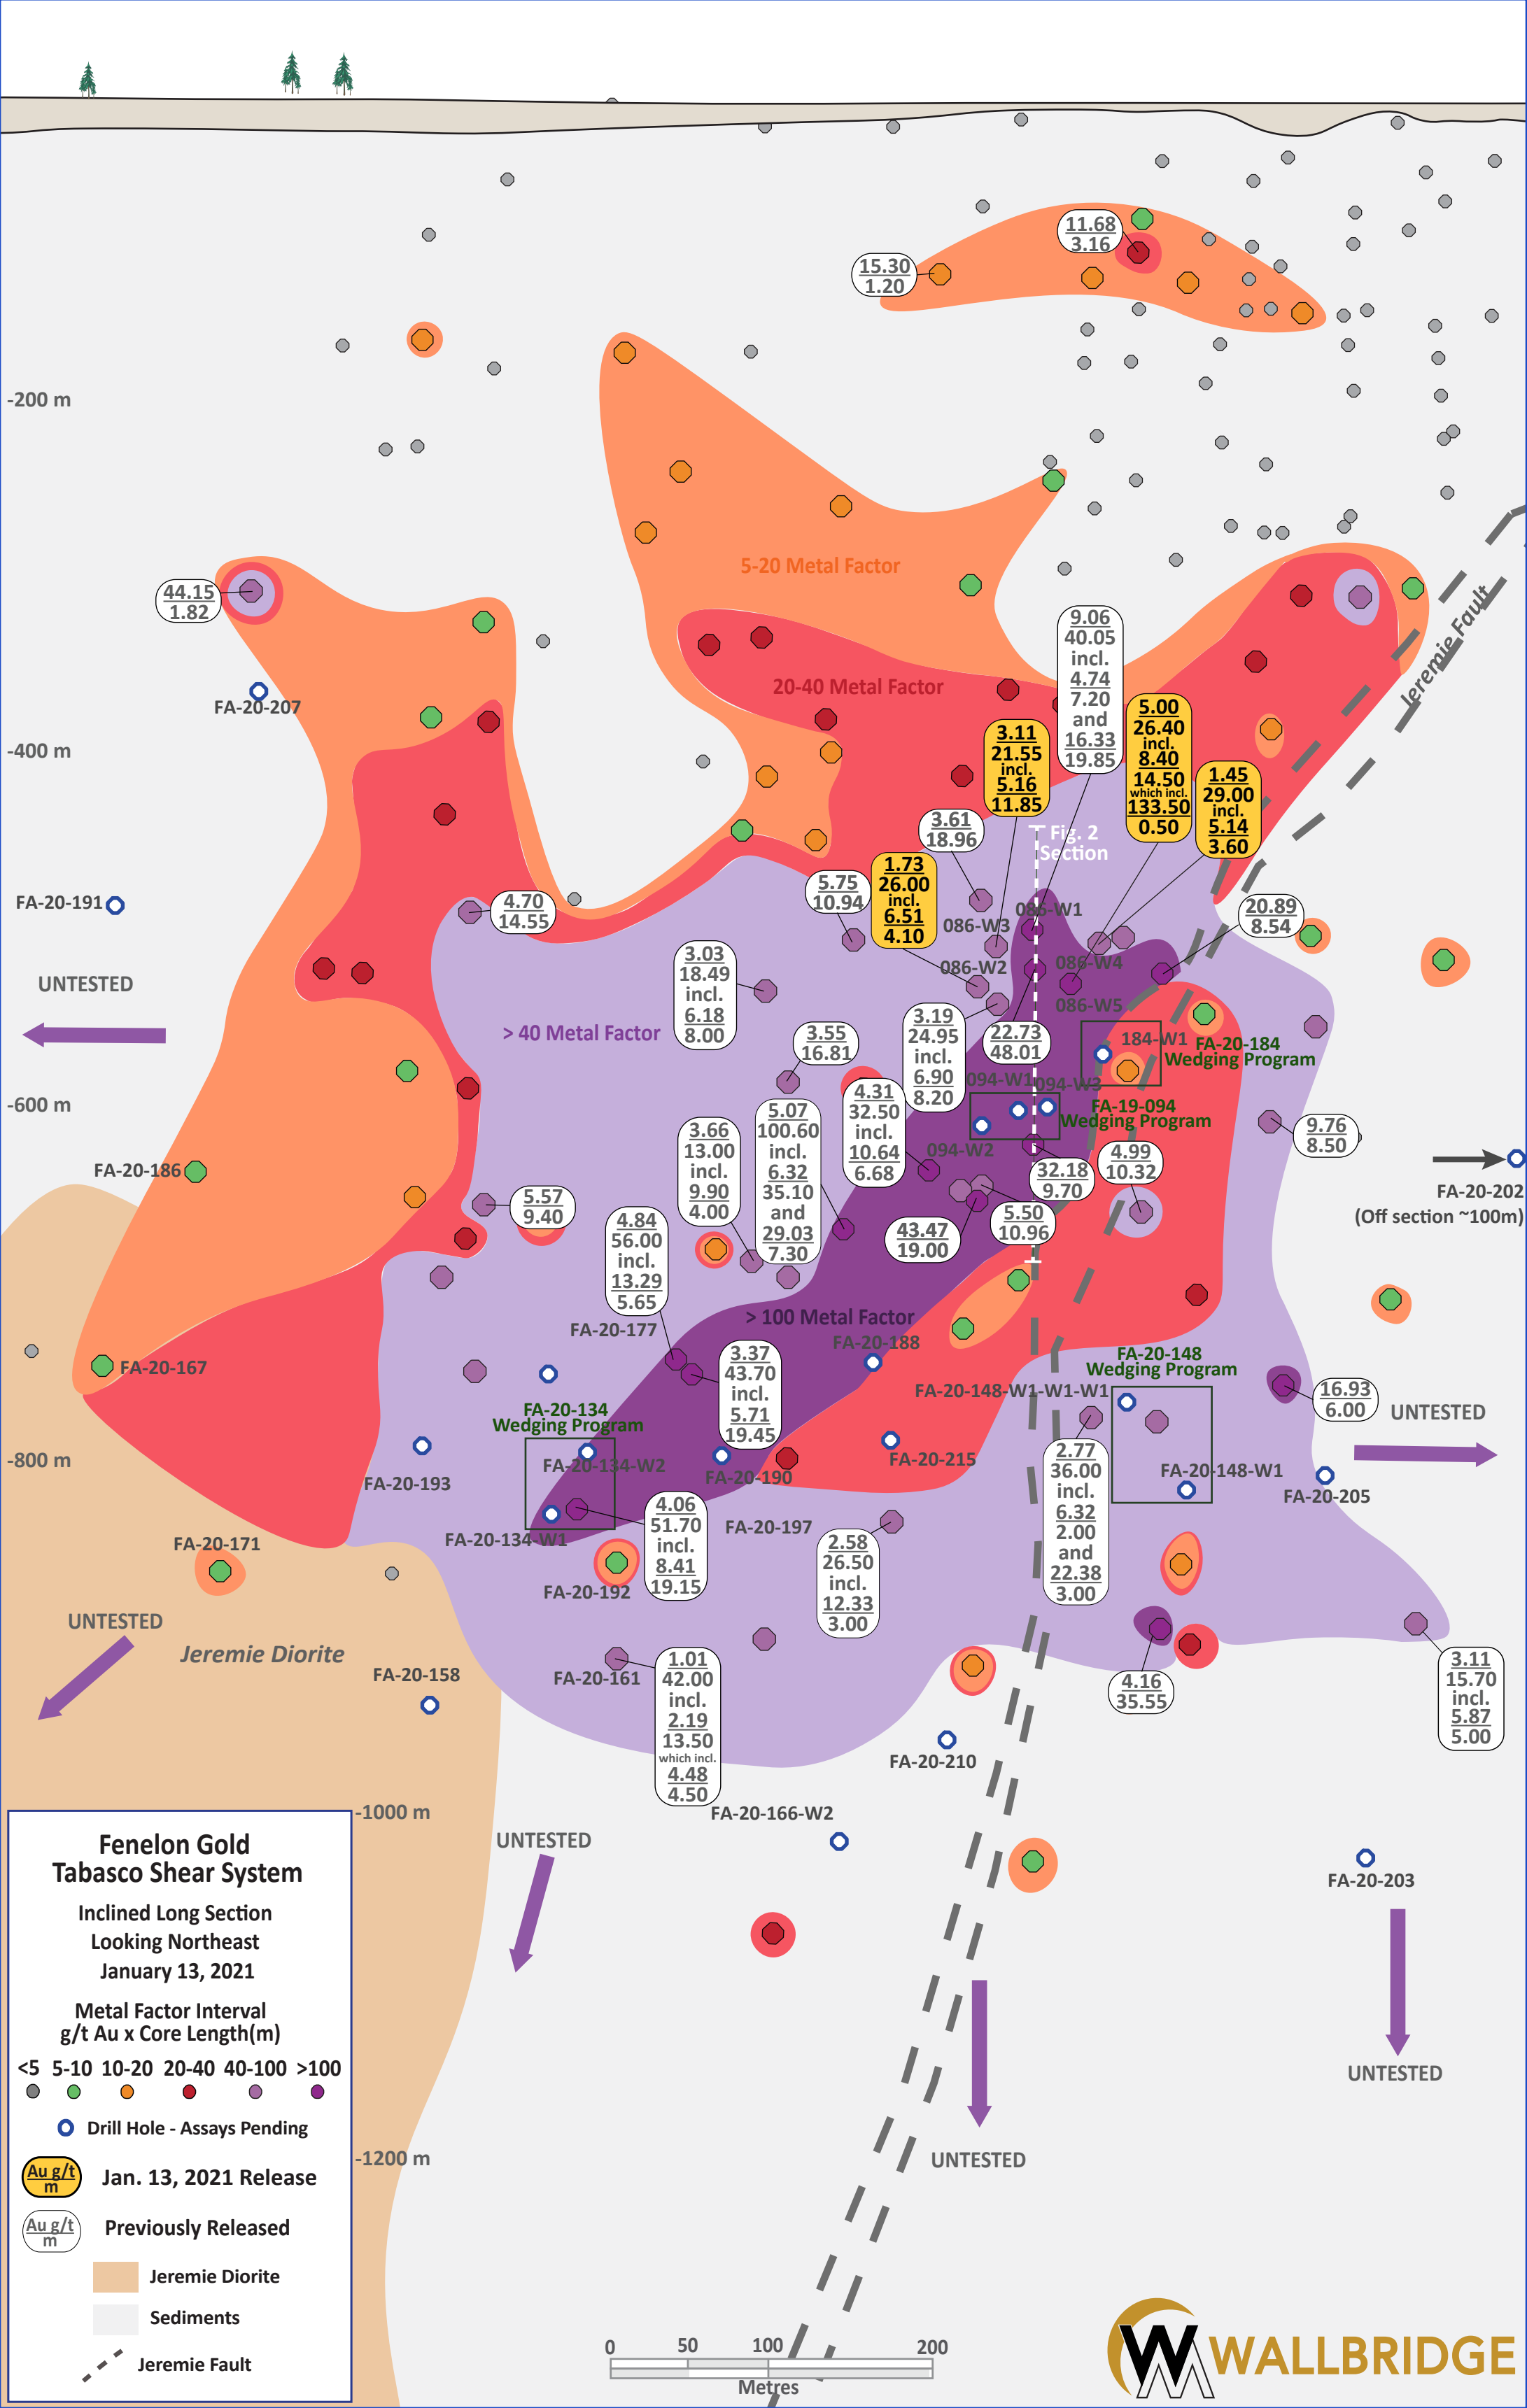 11.68
3.16
15.30
1.20
-200 m
5-20 Metal Factor
44.15
1.82
Jeremie Fault
9.06
40.05
incl.
4.74
7.20
and
16.33
19.85
20-40 Metal Factor
FA-20-207
5.00
26.40
incl.
8.40
14.50
which incl.
133.50
0.50
3.11
21.55
incl.
5.16
11.85
-400 m
1.45
29.00
incl.
5.14
3.60
3.61
18.96
Fig. 2
Section
1.73
26.00
incl.
6.51
4.10
5.75
10.94
4.70
14.55
FA-20-191
20.89
8.54
086-W1
086-W3
086-W2
086-W4
086-W5
3.03
18.49
incl.
6.18
8.00
UNTESTED
> 40 Metal Factor
3.19
24.95
incl.
6.90
8.20
22.73
48.01
3.55
16.81
184-W1
FA-20-184
Wedging Program
094-W1
094-W3
FA-19-094
Wedging Program
094-W2
-600 m
4.31
32.50
incl.
10.64
6.68
5.07
100.60
incl.
6.32
35.10
and
29.03
7.30
3.66
13.00
incl.
9.90
4.00
9.76
8.50
4.99
10.32
32.18
9.70
FA-20-186
FA-20-202
(Off section ~100m)
5.57
9.40
5.50
10.96
43.47
19.00
4.84
56.00
incl.
13.29
5.65
> 100 Metal Factor
FA-20-177
FA-20-188
3.37
43.70
incl.
5.71
19.45
FA-20-167
FA-20-148
Wedging Program
FA-20-148-W1-W1-W1
16.93
6.00
UNTESTED
FA-20-134
Wedging Program
-800 m
FA-20-134-W2
FA-20-193
FA-20-190
FA-20-215
2.77
36.00
incl.
6.32
2.00
and
22.38
3.00
FA-20-148-W1
FA-20-205
4.06
51.70
incl.
8.41
19.15
FA-20-197
FA-20-134-W1
FA-20-171
2.58
26.50
incl.
12.33
3.00
FA-20-192
UNTESTED
Jeremie Diorite
FA-20-158
FA-20-161
1.01
42.00
incl.
2.19
13.50
which incl.
4.48
4.50
4.16
35.55
3.11
15.70
incl.
5.87
5.00
FA-20-210
-1000 m
FA-20-166-W2
UNTESTED
FA-20-203
UNTESTED
UNTESTED
-1200 m
Fenelon Gold
Tabasco Shear System
Inclined Long Section
Looking Northeast
January 13, 2021
Metal Factor Interval
g/t Au x Core Length(m)
<5 5-10 10-20 20-40 40-100 >100
Drill Hole - Assays Pending
Au g/t
m
Jan. 13, 2021 Release
Au g/t
m
Previously Released
Jeremie Diorite
Sediments
Jeremie Fault
0 50 100 200
Metres
WALLBRIDGE